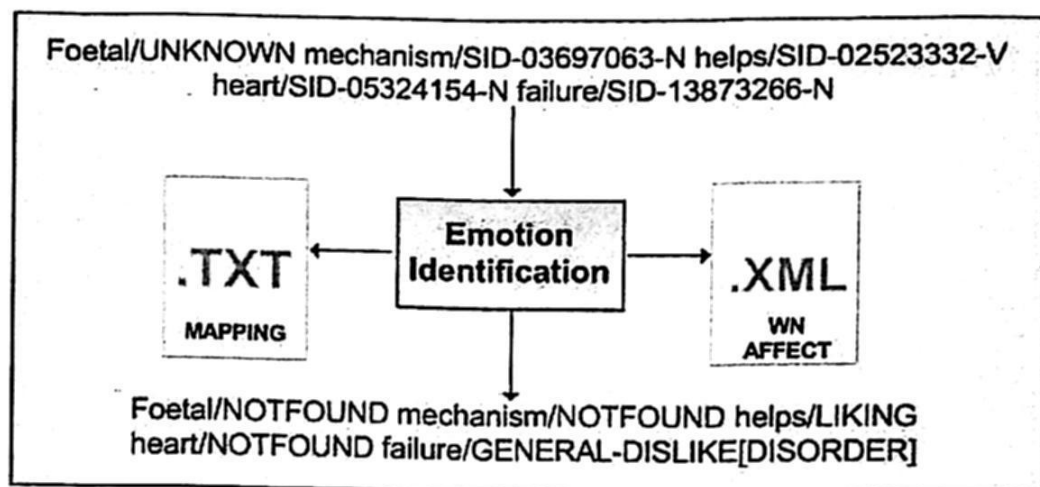 Foetal/UNKNOWN mechanism/SID-03697063-N helps/SID-02523332-V
heart/SID-05324154-N failure/SID-13873266-N
.TXT
MAPPING
Emotion
Identification
.XML
WN
AFFECT
Foetal/NOTFOUND mechanism/NOTFOUND helps/LIKING
heart/NOTFOUND failure/GENERAL-DISLIKE[DISORDER]